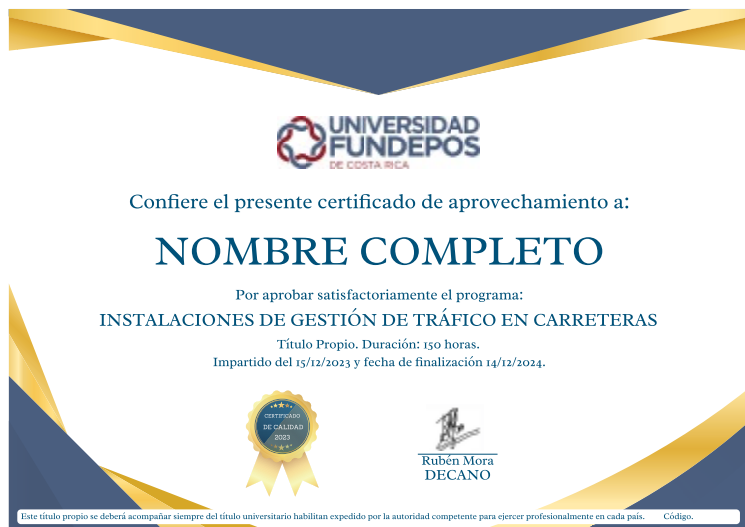 UNIVERSIDAD
FUNDEPOS
DE COSTA RICA
Confiere el presente certificado de aprovechamiento a:
NOMBRE COMPLETO
Por aprobar satisfactoriamente el programa:
INSTALACIONES DE GESTIÓN DE TRÁFICO EN CARRETERAS
Título Propio. Duración: 150 horas.
Impartido del 15/12/2023 y fecha de finalización 14/12/2024.
CERTIFICADO
DE CALIDAD
2023
Rubén Mora
DECANO
Este título propio se deberá acompañar siempre del título universitario habilitan expedido por la autoridad competente para ejercer profesionalmente en cada país. Código.